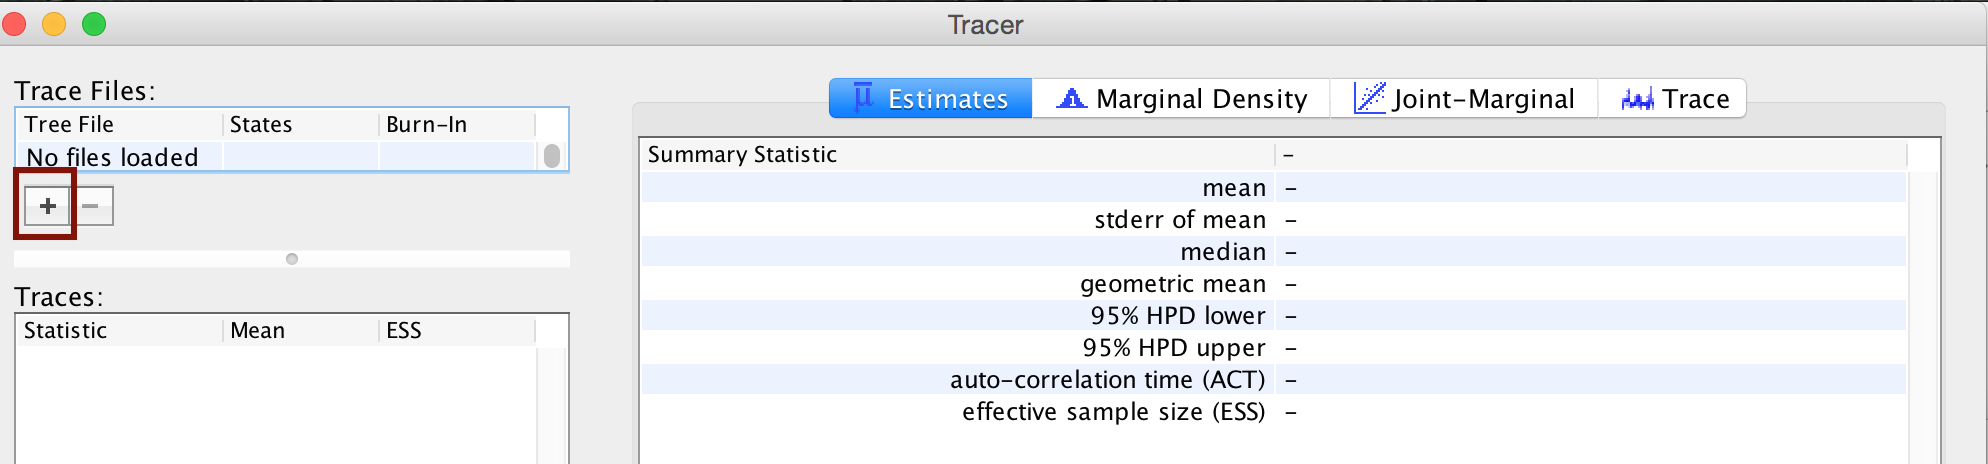 Tracer
Trace Files:
Tree File States Burn-In
No files loaded
+ −
Traces:
Statistic Mean ESS
μ Estimates Marginal Density Joint-Marginal Trace
Summary Statistic -
mean -
stderr of mean -
median -
geometric mean -
95% HPD lower -
95% HPD upper -
auto-correlation time (ACT) -
effective sample size (ESS) -